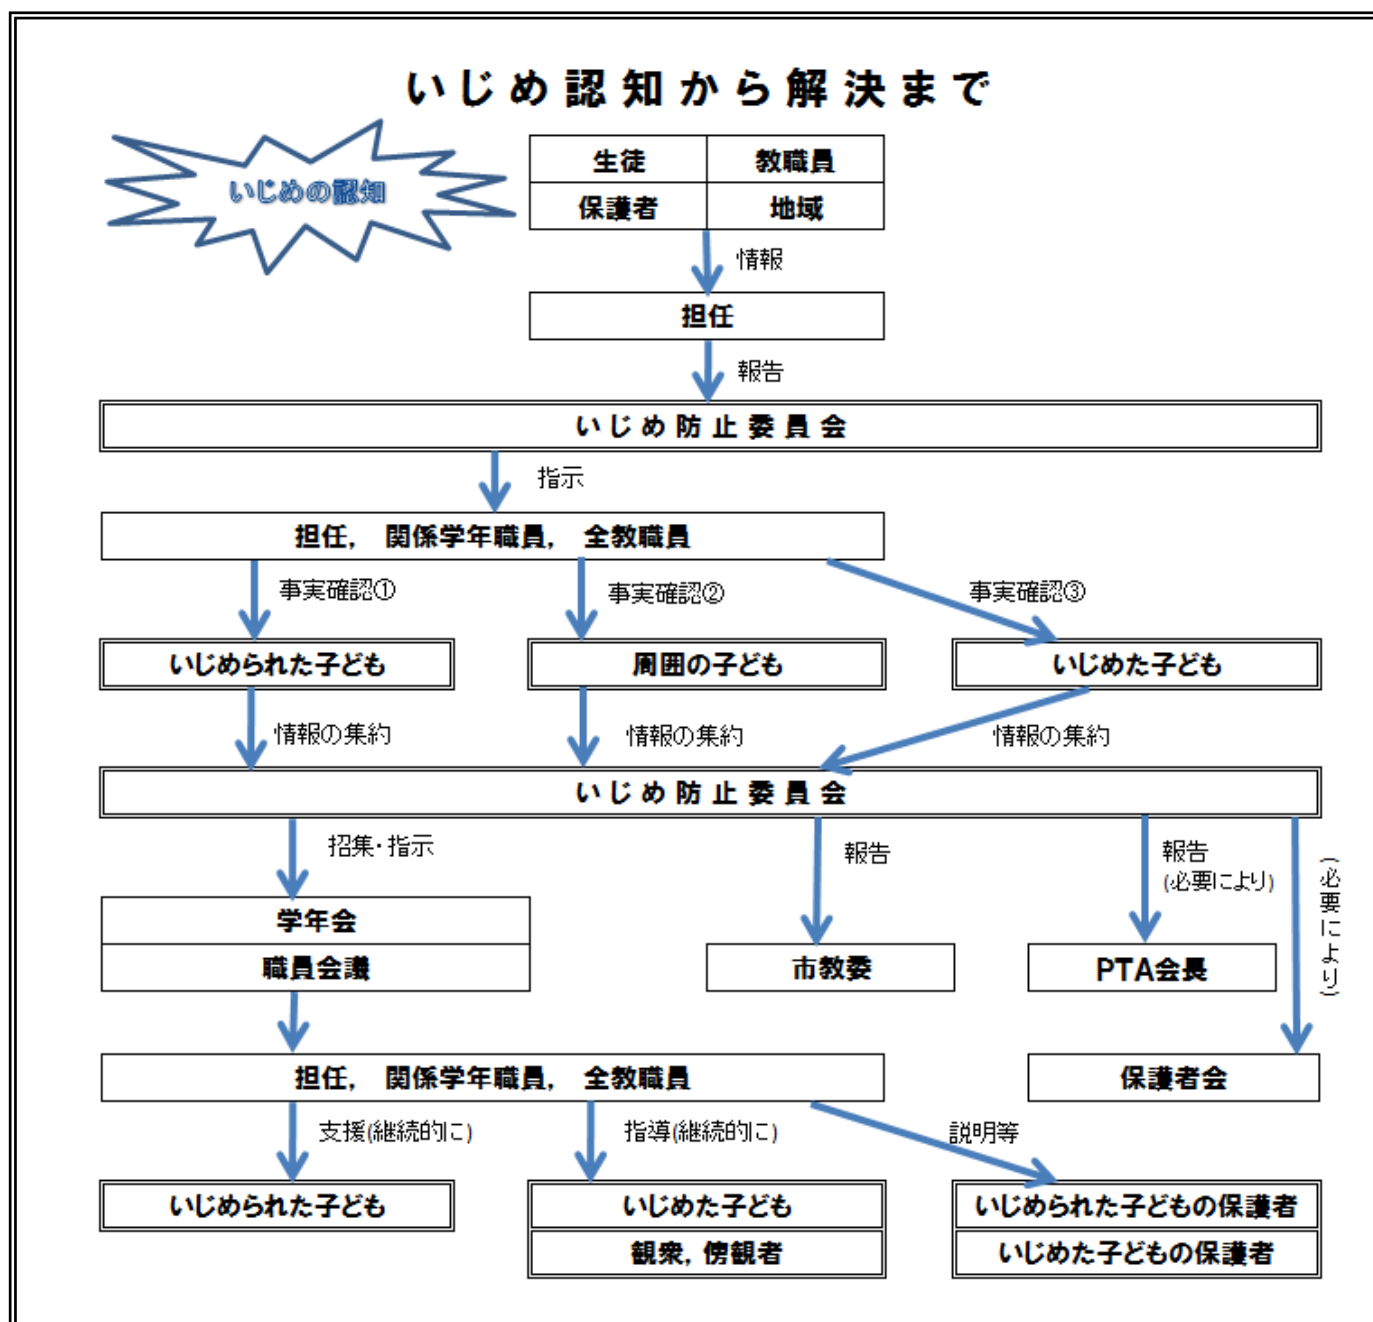 いじめ認知から解決まで
いじめの認知
生徒 教職員
保護者 地域
情報
担任
報告
いじめ防止委員会
指示
担任, 関係学年職員, 全教職員
事実確認① 事実確認② 事実確認③
いじめられた子ども 周囲の子ども いじめた子ども
情報の集約 情報の集約 情報の集約
いじめ防止委員会
招集・指示 報告 報告
(必要により)
(必要により)
学年会
職員会議 市教委 PTA会長
担任, 関係学年職員, 全教職員 保護者会
支援(継続的に) 指導(継続的に) 説明等
いじめられた子ども いじめた子ども いじめられた子どもの保護者
観衆, 傍観者 いじめた子どもの保護者